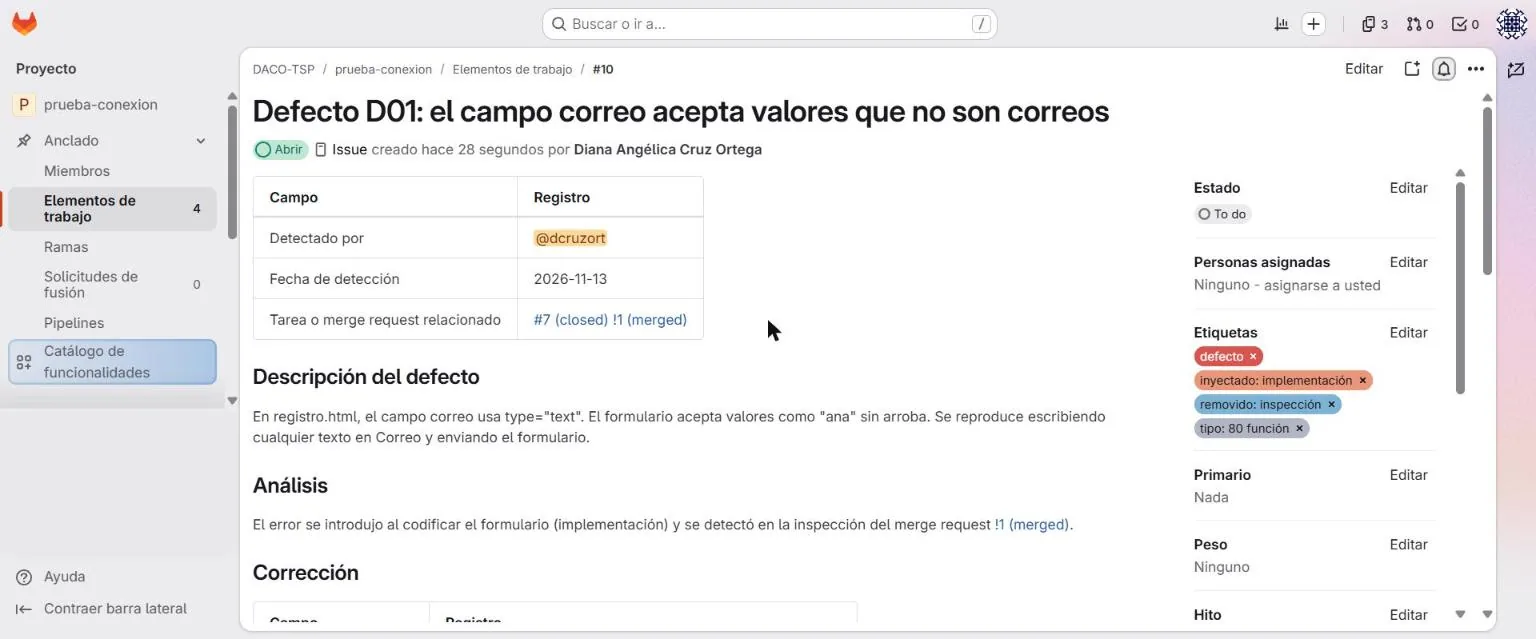 Buscar o ir a...
/
3
0
0
Proyecto
P prueba-conexion
Anclado
Miembros
Elementos de
trabajo
4
Ramas
Solicitudes de
fusión
0
Pipelines
Catálogo de
funcionalidades
Ayuda
Contraer barra lateral
DACO-TSP / prueba-conexion / Elementos de trabajo / #10
Editar
Defecto D01: el campo correo acepta valores que no son correos
Abrir Issue creado hace 28 segundos por Diana Angélica Cruz Ortega
Campo Registro
Detectado por @dcruzort
Fecha de detección 2026-11-13
Tarea o merge request relacionado #7 (closed) !1 (merged)
Descripción del defecto
En registro.html, el campo correo usa type="text". El formulario acepta valores como "ana" sin arroba. Se reproduce escribiendo
cualquier texto en Correo y enviando el formulario.
Análisis
El error se introdujo al codificar el formulario (implementación) y se detectó en la inspección del merge request !1 (merged).
Corrección
Campo Registro
Estado Editar
To do
Personas asignadas Editar
Ninguno - asignarse a usted
Etiquetas Editar
defecto ×
inyectado: implementación ×
removido: inspección ×
tipo: 80 función ×
Primario Editar
Nada
Peso Editar
Ninguno
Hito Editar